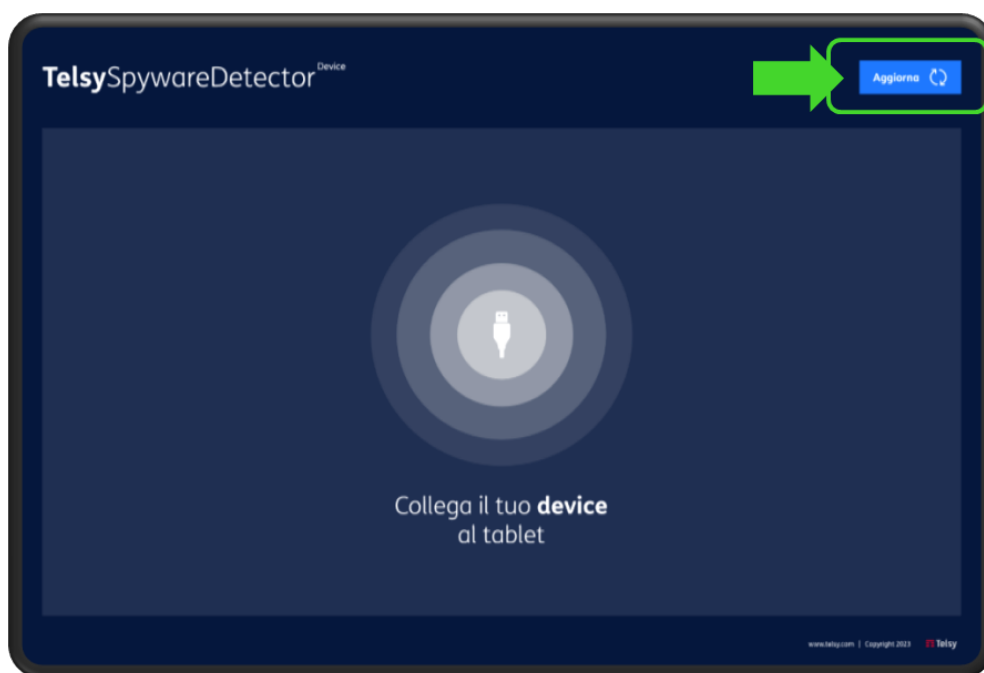 TelsySpywareDetector Device
Aggiorna
Collega il tuo device
al tablet
www.telsy.com | Copyright 2023 Telsy